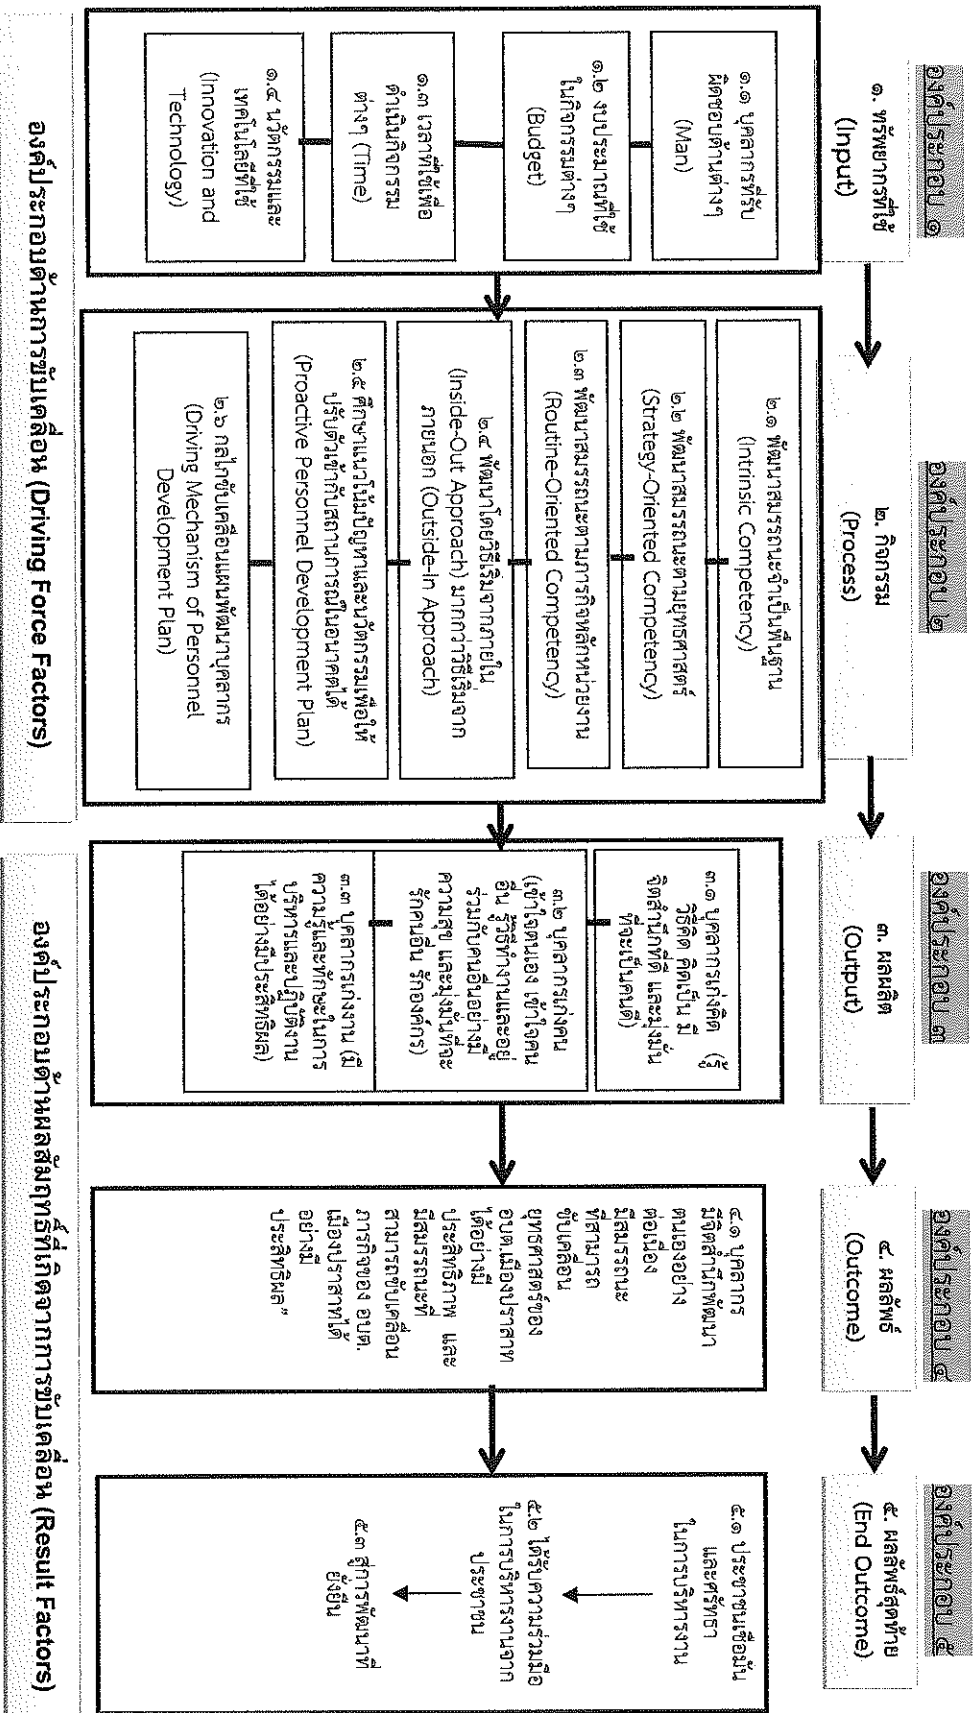 องค์ประกอบ ๑
๑. ทรัพยากรที่ใช้
(Input)
๑.๑ บุคลากรที่รับ
ผิดชอบด้านต่างๆ
(Man)
๑.๒ งบประมาณที่ใช้
ในกิจกรรมต่างๆ
(Budget)
๑.๓ เวลาที่ใช้เพื่อ
ดำเนินกิจกรรม
ต่างๆ (Time)
๑.๔ นวัตกรรมและ
เทคโนโลยีที่ใช้
(Innovation and
Technology)
องค์ประกอบ ๒
๒. กิจกรรม
(Process)
๒.๑ พัฒนาสมรรถนะจำเป็นพื้นฐาน
(Intrinsic Competency)
๒.๒ พัฒนาสมรรถนะตามยุทธศาสตร์
(Strategy-Oriented Competency)
๒.๓ พัฒนาสมรรถนะตามภารกิจหลักหน่วยงาน
(Routine-Oriented Competency)
๒.๔ พัฒนาโดยวิธีเริ่มจากภายใน
(Inside-Out Approach) มากกว่าวิธีเริ่มจาก
ภายนอก (Outside-in Approach)
๒.๕ ศึกษาแนวโน้มปัญหาและนวัตกรรมเพื่อให้
ปรับตัวเข้ากับสถานการณ์ในอนาคตได้
(Proactive Personnel Development Plan)
๒.๖ กลไกขับเคลื่อนแผนพัฒนาบุคลากร
(Driving Mechanism of Personnel
Development Plan)
องค์ประกอบด้านการขับเคลื่อน (Driving Force Factors)
องค์ประกอบ ๓
๓. ผลผลิต
(Output)
๓.๑ บุคลากรเก่งคิด (รู้
วิธีคิด คิดเป็น มี
จิตสำนึกที่ดี และมุ่งมั่น
ที่จะเป็นคนดี)
๓.๒ บุคลากรเก่งคน
(เข้าใจตนเอง เข้าใจคน
อื่น รู้วิธีทำงานและอยู่
ร่วมกับคนอื่นอย่างมี
ความสุข และมุ่งมั่นที่จะ
รักคนอื่น รักองค์กร)
๓.๓ บุคลากรเก่งงาน (มี
ความรู้และทักษะในการ
บริหารและปฏิบัติงาน
ได้อย่างมีประสิทธิผล)
องค์ประกอบ ๔
๔. ผลลัพธ์
(Outcome)
๔.๑ บุคลากร
มีจิตสำนึกพัฒนา
ตนเองอย่าง
ต่อเนื่อง
มีสมรรถนะ
ที่สามารถ
ขับเคลื่อน
ยุทธศาสตร์ของ
อบต.เมืองปราสาท
ได้อย่างมี
ประสิทธิภาพ และ
มีสมรรถนะที่
สามารถขับเคลื่อน
ภารกิจของ อบต.
เมืองปราสาทได้
อย่างมี
ประสิทธิผล”
องค์ประกอบ ๕
๕. ผลลัพธ์สุดท้าย
(End Outcome)
๕.๑ ประชาชนเชื่อมั่น
และศรัทธา
ในการบริหารงาน
๕.๒ ได้รับความร่วมมือ
ในการบริหารงานจาก
ประชาชน
๕.๓ สู่การพัฒนาที่
ยั่งยืน
องค์ประกอบด้านผลสัมฤทธิ์ที่เกิดจากการขับเคลื่อน (Result Factors)